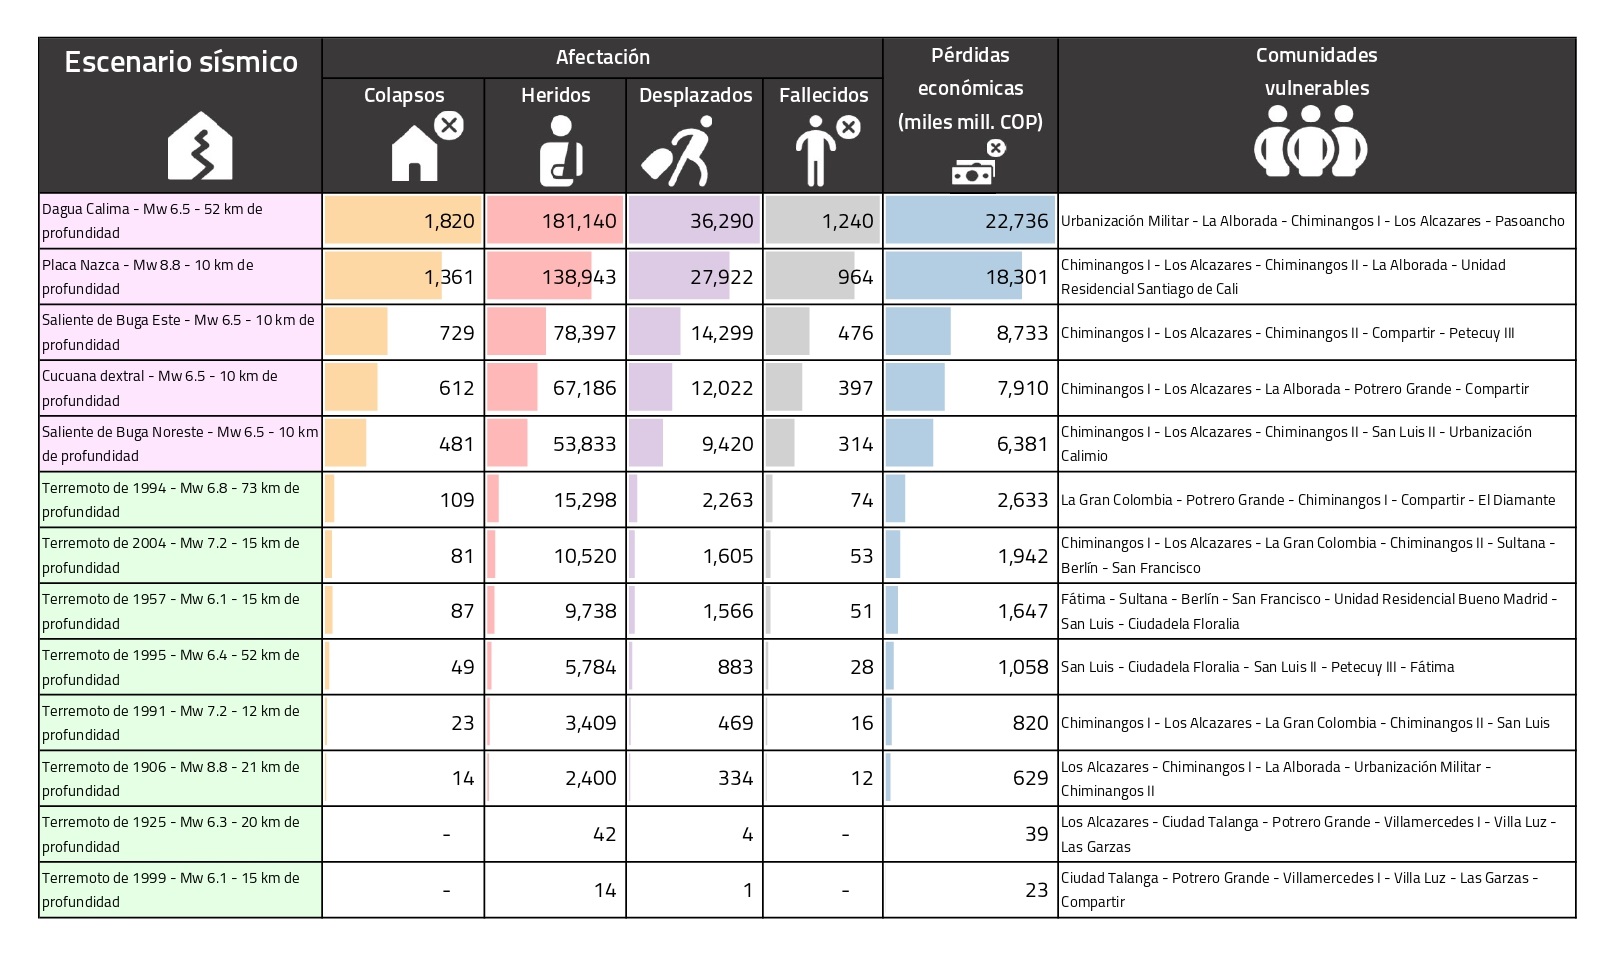 Escenario sísmico
Afectación
Colapsos
Heridos
Desplazados
Fallecidos
Pérdidas
económicas
(miles mill. COP)
Comunidades
vulnerables
Dagua Calima - Mw 6.5 - 52 km de
profundidad
1,820
181,140
36,290
1,240
22,736
Urbanización Militar - La Alborada - Chiminangos I - Los Alcazares - Pasoancho
Placa Nazca - Mw 8.8 - 10 km de
profundidad
1,361
138,943
27,922
964
18,301
Chiminangos I - Los Alcazares - Chiminangos II - La Alborada - Unidad
Residencial Santiago de Cali
Saliente de Buga Este - Mw 6.5 - 10 km de
profundidad
729
78,397
14,299
476
8,733
Chiminangos I - Los Alcazares - Chiminangos II - Compartir - Petecuy III
Cucuana dextral - Mw 6.5 - 10 km de
profundidad
612
67,186
12,022
397
7,910
Chiminangos I - Los Alcazares - La Alborada - Potrero Grande - Compartir
Saliente de Buga Noreste - Mw 6.5 - 10 km
de profundidad
481
53,833
9,420
314
6,381
Chiminangos I - Los Alcazares - Chiminangos II - San Luis II - Urbanización
Calimio
Terremoto de 1994 - Mw 6.8 - 73 km de
profundidad
109
15,298
2,263
74
2,633
La Gran Colombia - Potrero Grande - Chiminangos I - Compartir - El Diamante
Terremoto de 2004 - Mw 7.2 - 15 km de
profundidad
81
10,520
1,605
53
1,942
Chiminangos I - Los Alcazares - La Gran Colombia - Chiminangos II - Sultana -
Berlín - San Francisco
Terremoto de 1957 - Mw 6.1 - 15 km de
profundidad
87
9,738
1,566
51
1,647
Fátima - Sultana - Berlín - San Francisco - Unidad Residencial Bueno Madrid -
San Luis - Ciudadela Floralia
Terremoto de 1995 - Mw 6.4 - 52 km de
profundidad
49
5,784
883
28
1,058
San Luis - Ciudadela Floralia - San Luis II - Petecuy III - Fátima
Terremoto de 1991 - Mw 7.2 - 12 km de
profundidad
23
3,409
469
16
820
Chiminangos I - Los Alcazares - La Gran Colombia - Chiminangos II - San Luis
Terremoto de 1906 - Mw 8.8 - 21 km de
profundidad
14
2,400
334
12
629
Los Alcazares - Chiminangos I - La Alborada - Urbanización Militar -
Chiminangos II
Terremoto de 1925 - Mw 6.3 - 20 km de
profundidad
-
42
4
-
39
Los Alcazares - Ciudad Talanga - Potrero Grande - Villamercedes I - Villa Luz -
Las Garzas
Terremoto de 1999 - Mw 6.1 - 15 km de
profundidad
-
14
1
-
23
Ciudad Talanga - Potrero Grande - Villamercedes I - Villa Luz - Las Garzas -
Compartir